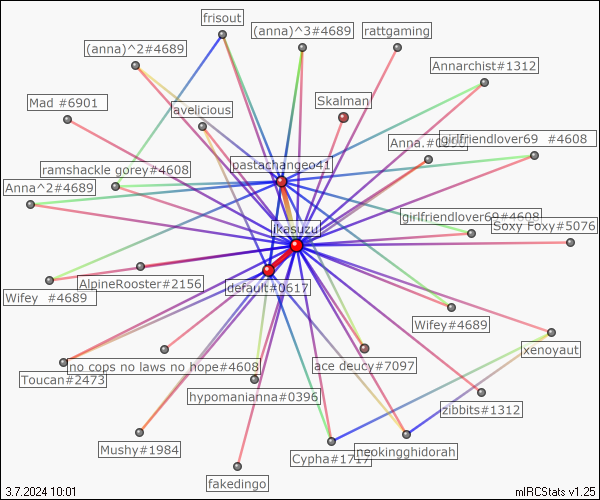 frisout
(anna)^3#4689
rattgaming
(anna)^2#4689
Annarchist#1312
Mad #6901
avelicious
Skalman
Anna.#
girlfriendlover69 #4608
pastachangeo41
ramshackle gorey#4608
Anna^2#4689
girlfriendlover69#4608
Soxy Foxy#5076
ikasuzu
AlpineRooster#2156
default#0617
Wifey #4689
Wifey#4689
xenoyaut
no cops no laws no hope#4608
ace deucy#7097
Toucan#2473
hypomanianna#0396
zibbits#1312
Mushy#1984
Cypha#1717
neokingghidorah
fakedingo
3.7.2024 10:01
mIRCStats v1.25